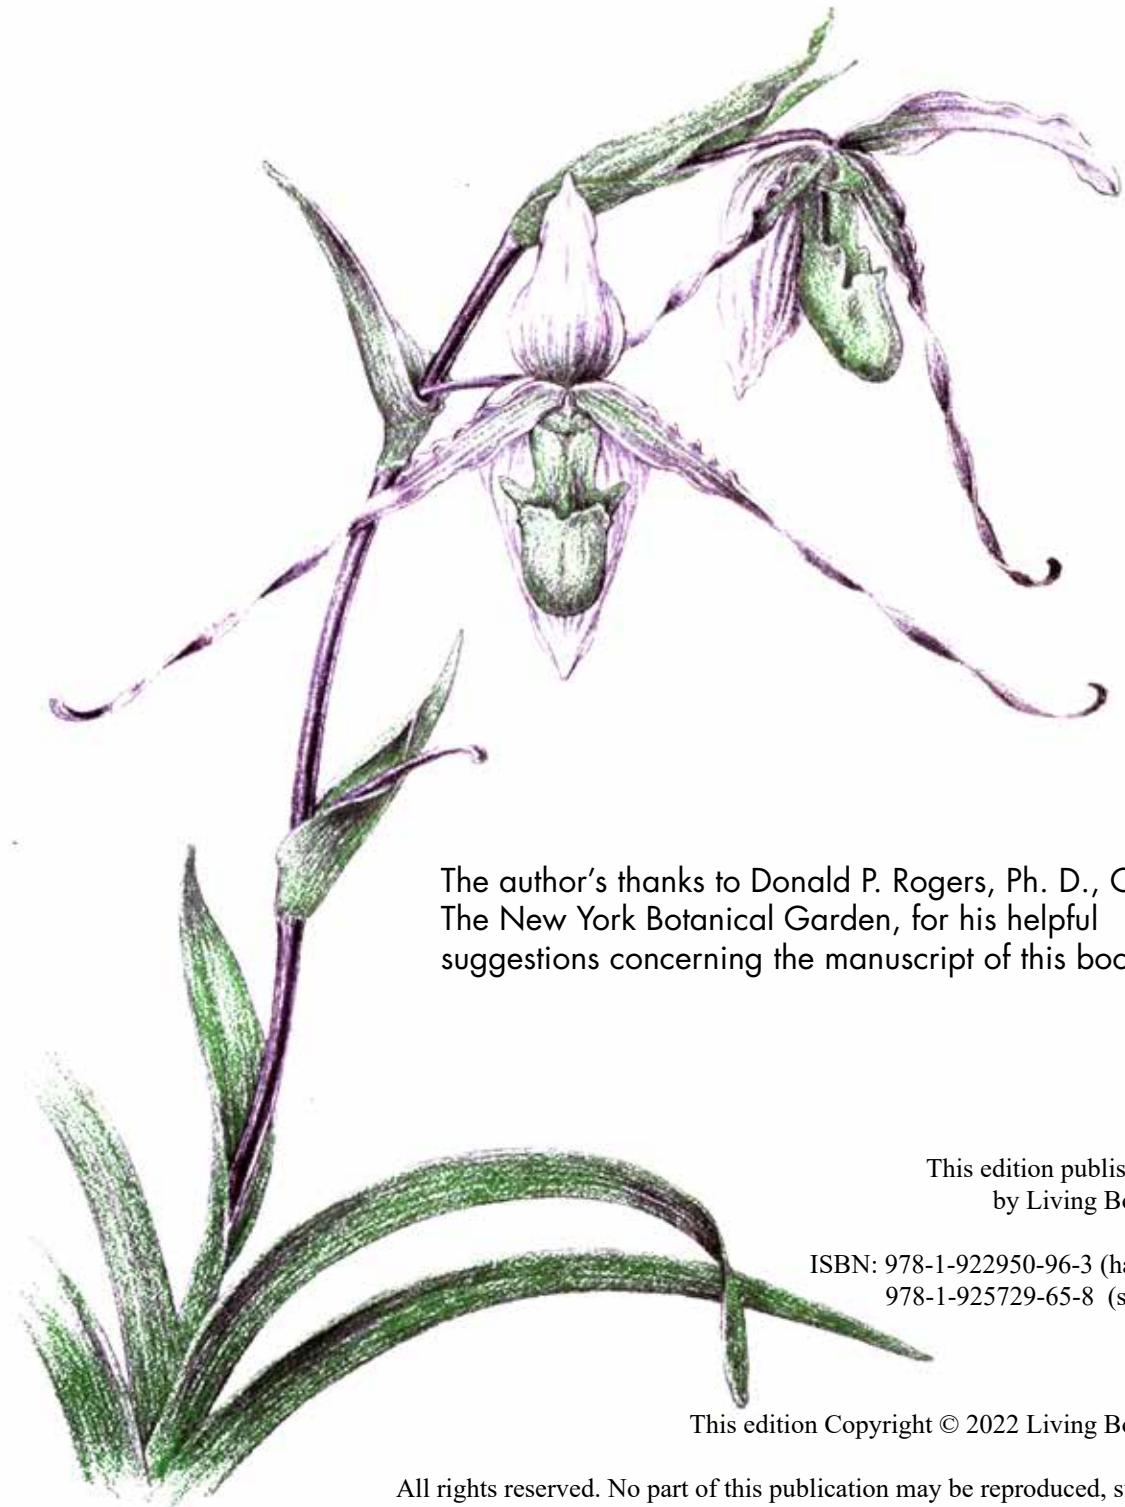 The author's thanks to Donald P. Rogers, Ph. D.,
The New York Botanical Garden, for his helpful
suggestions concerning the manuscript of this
This edition
by Living
ISBN: 978-1-922950-96-3
978-1-925729-65-8
This edition Copyright © 2022 Living
All rights reserved. No part of this publication may be reproduced,